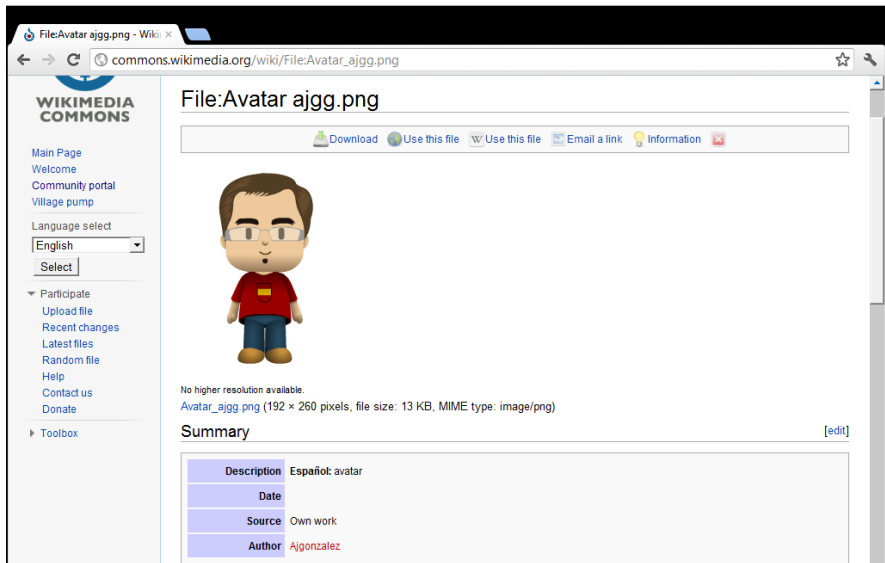 File:Avatar ajgg.png - Wiki
commons.wikimedia.org/wiki/File:Avatar_ajgg.png
WIKIMEDIA
COMMONS
Main Page
Welcome
Community portal
Village pump
Language select
English
Select
Participate
Upload file
Recent changes
Latest files
Random file
Help
Contact us
Donate
Toolbox
File:Avatar ajgg.png
Download Use this file W Use this file Email a link Information
No higher resolution available.
Avatar_ajgg.png (192 × 260 pixels, file size: 13 KB, MIME type: image/png)
Summary [edit]
Description Español: avatar
Date
Source Own work
Author Ajgonzalez